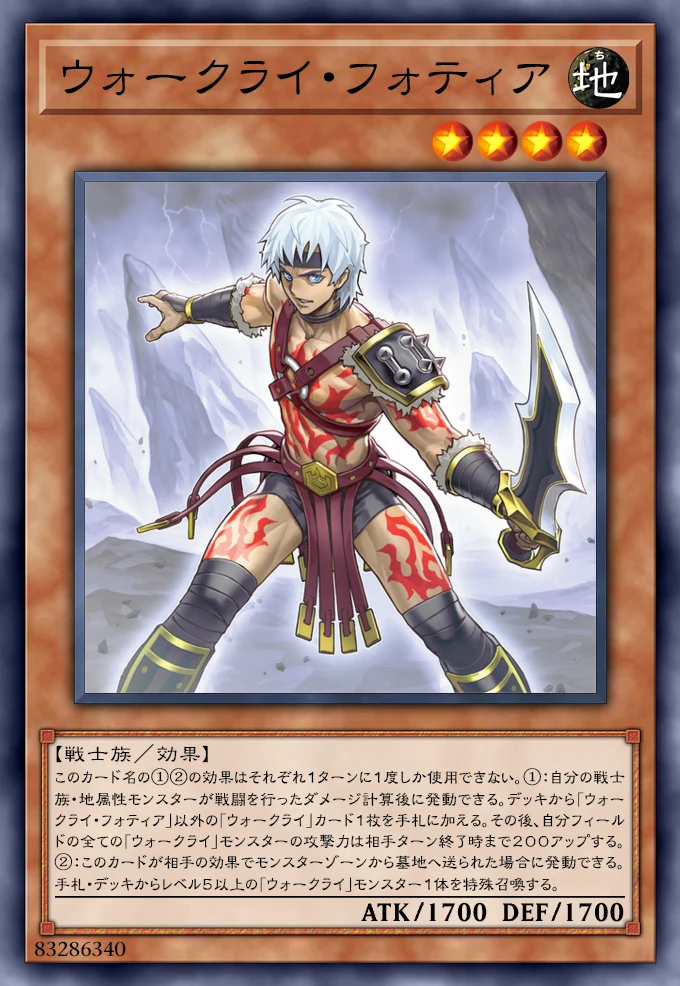 ウォークライ・フォティア
ち
地
【戦士族／効果】
このカード名の①②の効果はそれぞれ１ターンに１度しか使用できない。①：自分の戦士
族・地属性モンスターが戦闘を行ったダメージ計算後に発動できる。デッキから「ウォー
クライ・フォティア」以外の「ウォークライ」カード１枚を手札に加える。その後、自分フィール
ドの全ての「ウォークライ」モンスターの攻撃力は相手ターン終了時まで２００アップする。
②：このカードが相手の効果でモンスターゾーンから墓地へ送られた場合に発動できる。
手札・デッキからレベル５以上の「ウォークライ」モンスター１体を特殊召喚する。
ATK/1700 DEF/1700
83286340